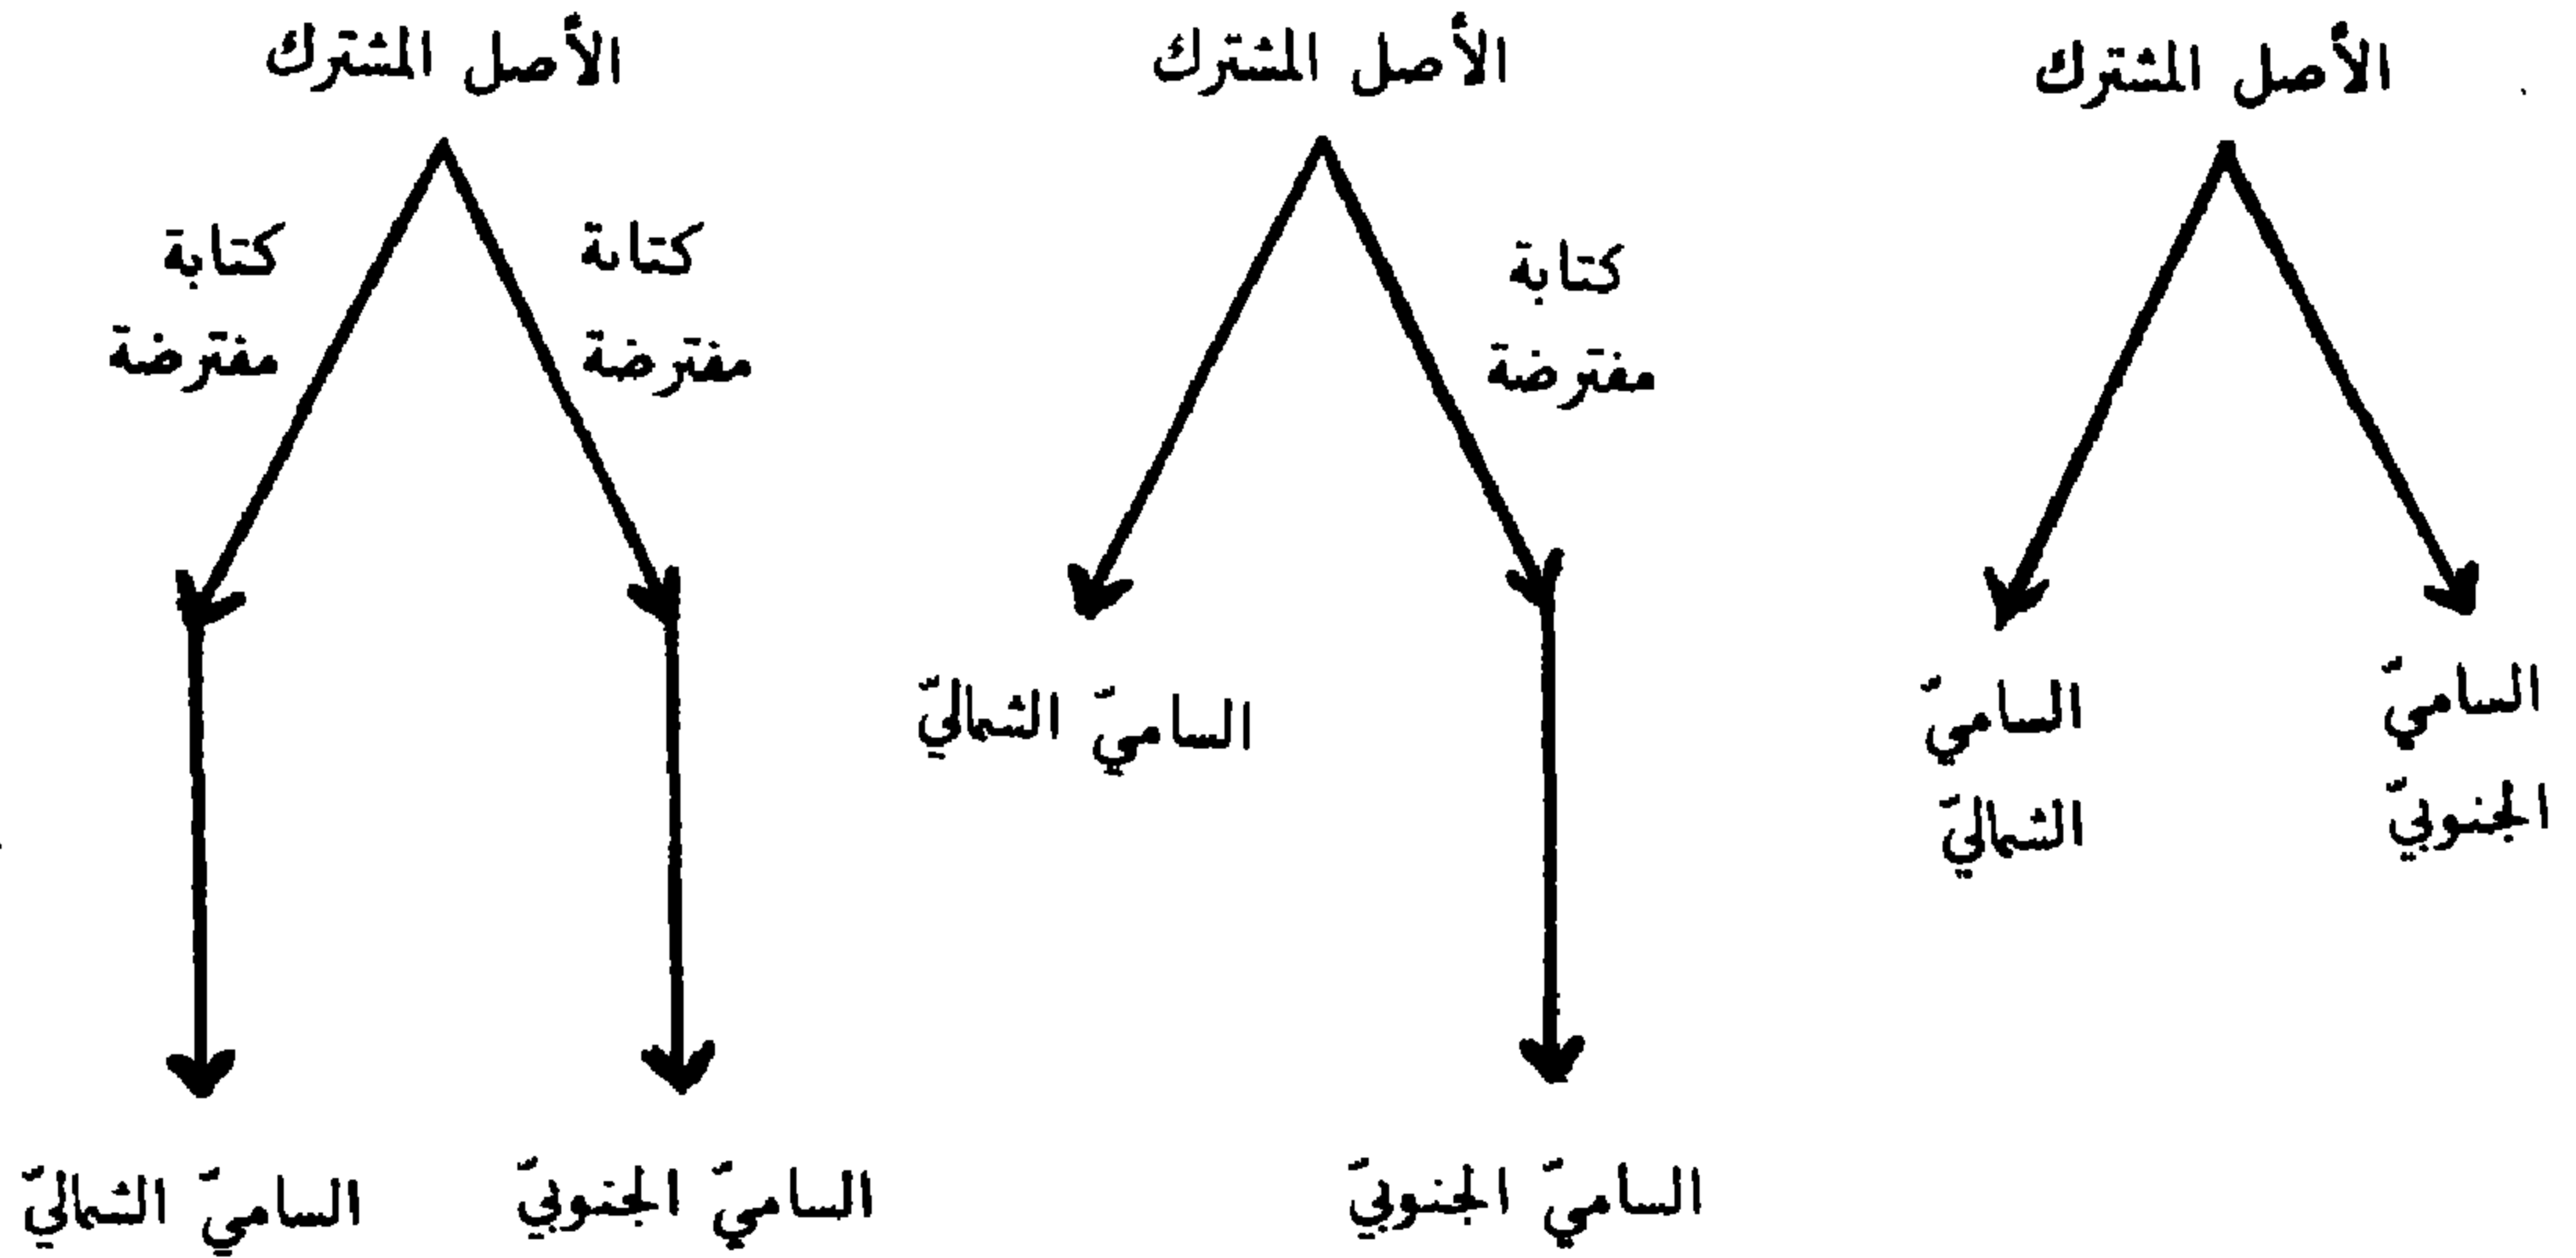 الأصل المشترك
الساميّ
الجنوبيّ
الساميّ
الشماليّ
الأصل المشترك
كتابة
مفترضة
الساميّ الشماليّ
الساميّ الجنوبيّ
الأصل المشترك
كتابة
مفترضة
كتابة
مفترضة
الساميّ الجنوبيّ
الساميّ الشماليّ